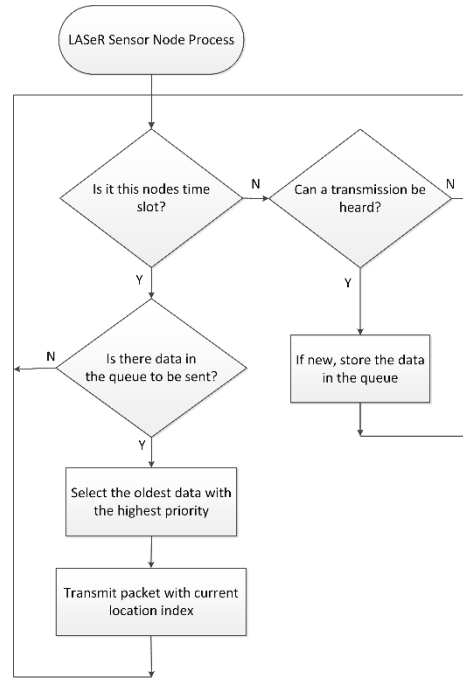 LASeR Sensor Node Process
Is it this nodes time
slot?
N
Can a transmission be
heard?
N
Y
Y
Is there data in
the queue to be sent?
N
If new, store the data
in the queue
Y
Select the oldest data with
the highest priority
Transmit packet with current
location index